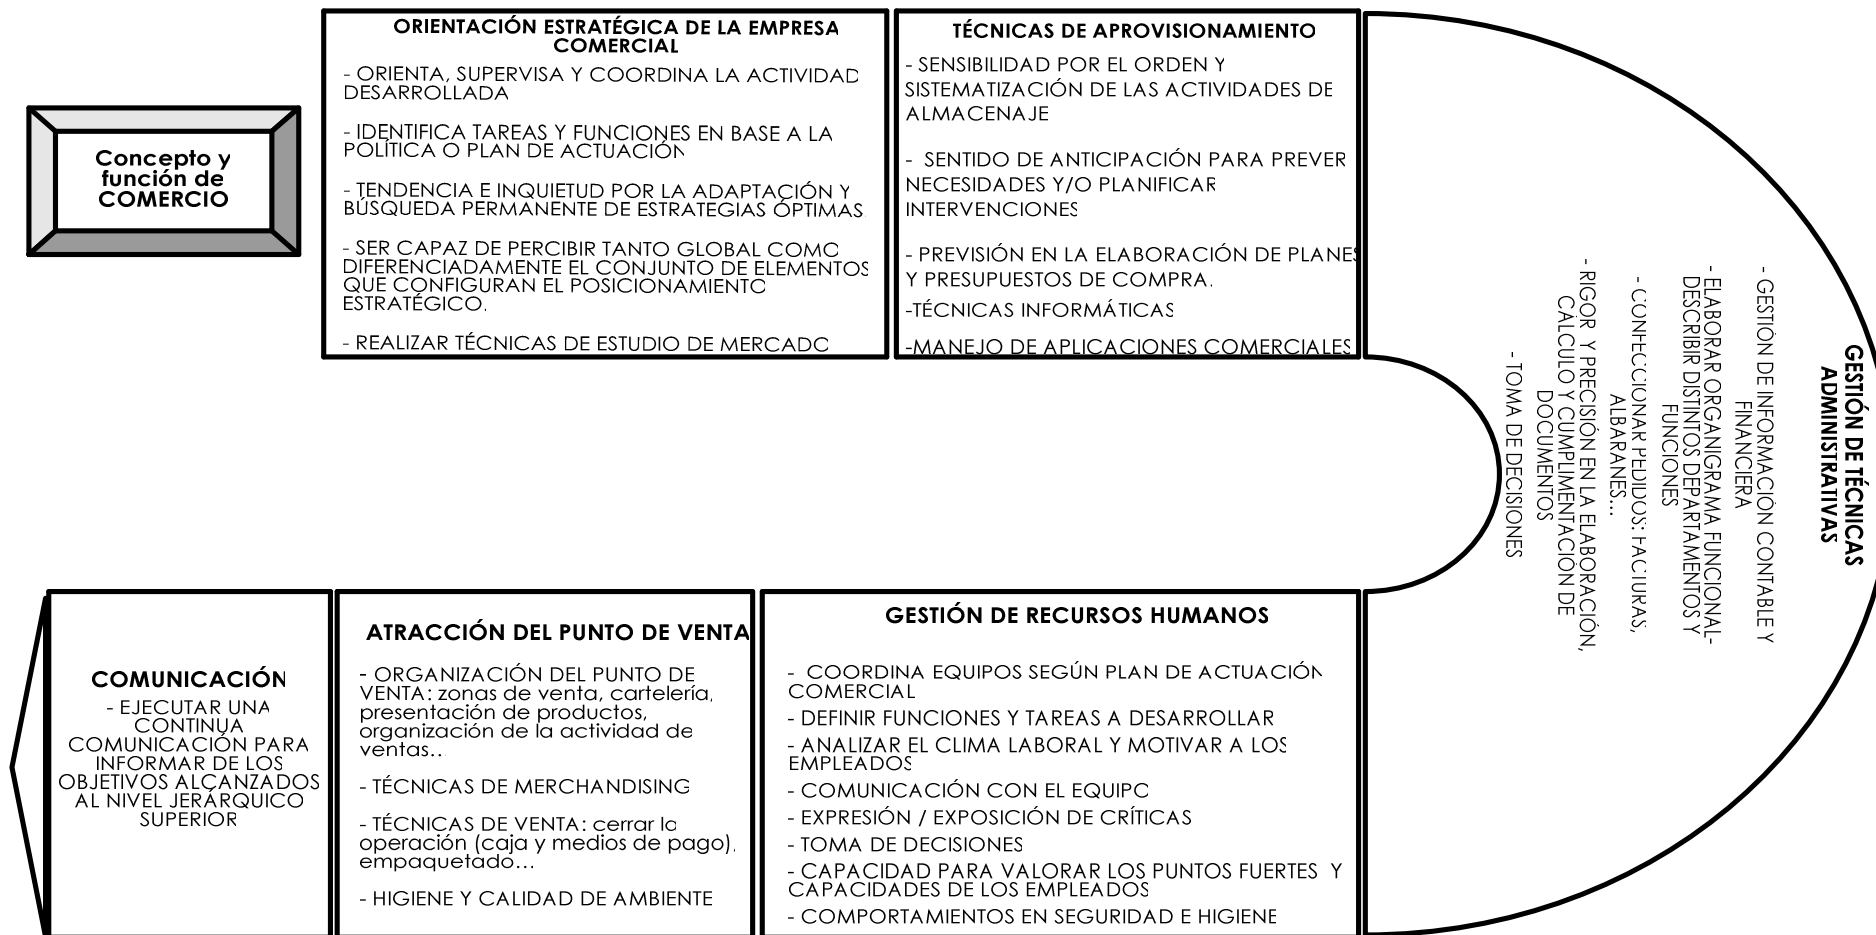 Concepto y
función de
COMERCIO
ORIENTACIÓN ESTRATÉGICA DE LA EMPRESA
COMERCIAL
- ORIENTA, SUPERVISA Y COORDINA LA ACTIVIDAD
DESARROLLADA
- IDENTIFICA TAREAS Y FUNCIONES EN BASE A LA
POLÍTICA O PLAN DE ACTUACIÓN
- TENDENCIA E INQUIETUD POR LA ADAPTACIÓN Y
BÚSQUEDA PERMANENTE DE ESTRATEGIAS ÓPTIMAS
- SER CAPAZ DE PERCIBIR TANTO GLOBAL COMO
DIFERENCIADAMENTE EL CONJUNTO DE ELEMENTOS
QUE CONFIGURAN EL POSICIONAMIENTO
ESTRATÉGICO.
- REALIZAR TÉCNICAS DE ESTUDIO DE MERCADO
TÉCNICAS DE APROVISIONAMIENTO
- SENSIBILIDAD POR EL ORDEN Y
SISTEMATIZACIÓN DE LAS ACTIVIDADES DE
ALMACENAJE
- SENTIDO DE ANTICIPACIÓN PARA PREVER
NECESIDADES Y/O PLANIFICAR
INTERVENCIONES
- PREVISIÓN EN LA ELABORACIÓN DE PLANES
Y PRESUPUESTOS DE COMPRA.
-TÉCNICAS INFORMÁTICAS
-MANEJO DE APLICACIONES COMERCIALES
GESTIÓN DE TÉCNICAS
ADMINISTRATIVAS
- GESTIÓN DE INFORMACIÓN CONTABLE Y
FINANCIERA
- ELABORAR ORGANIGRAMA FUNCIONAL-
DESCRIBIR DISTINTOS DEPARTAMENTOS Y
FUNCIONES
- CONFECCIONAR PEDIDOS: FACTURAS,
ALBARANES...
- RIGOR Y PRECISIÓN EN LA ELABORACIÓN,
CÁLCULO Y CUMPLIMENTACIÓN DE
DOCUMENTOS
- TOMA DE DECISIONES
GESTIÓN DE RECURSOS HUMANOS
- COORDINA EQUIPOS SEGÚN PLAN DE ACTUACIÓN
COMERCIAL
- DEFINIR FUNCIONES Y TAREAS A DESARROLLAR
- ANALIZAR EL CLIMA LABORAL Y MOTIVAR A LOS
EMPLEADOS
- COMUNICACIÓN CON EL EQUIPO
- EXPRESIÓN / EXPOSICIÓN DE CRÍTICAS
- TOMA DE DECISIONES
- CAPACIDAD PARA VALORAR LOS PUNTOS FUERTES Y
CAPACIDADES DE LOS EMPLEADOS
- COMPORTAMIENTOS EN SEGURIDAD E HIGIENE
ATRACCIÓN DEL PUNTO DE VENTA
- ORGANIZACIÓN DEL PUNTO DE
VENTA: zonas de venta, cartelería,
presentación de productos,
organización de la actividad de
ventas...
- TÉCNICAS DE MERCHANDISING
- TÉCNICAS DE VENTA: cerrar la
operación (caja y medios de pago),
empaquetado...
- HIGIENE Y CALIDAD DE AMBIENTE
COMUNICACIÓN
- EJECUTAR UNA
CONTINUA
COMUNICACIÓN PARA
INFORMAR DE LOS
OBJETIVOS ALCANZADOS
AL NIVEL JERÁRQUICO
SUPERIOR